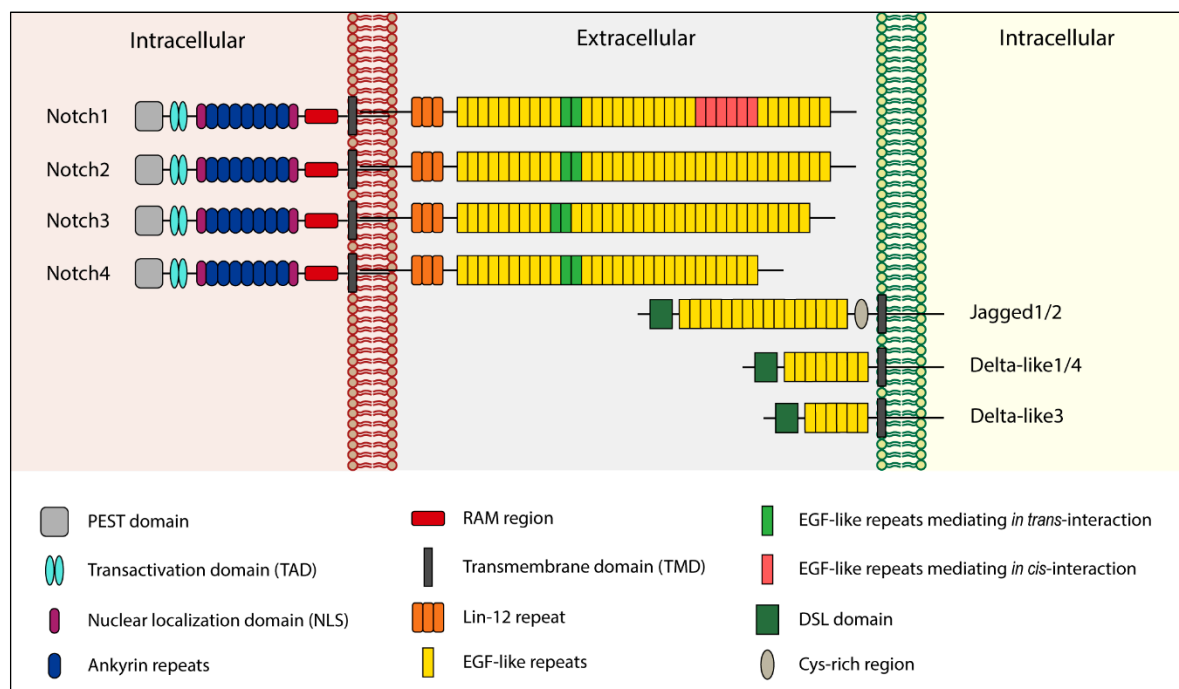 Intracellular
Extracellular
Intracellular
Notch1
Notch2
Notch3
Notch4
Jagged1/2
Delta-like1/4
Delta-like3
PEST domain
RAM region
EGF-like repeats mediating in trans-interaction
Transactivation domain (TAD)
Transmembrane domain (TMD)
EGF-like repeats mediating in cis-interaction
Nuclear localization domain (NLS)
Lin-12 repeat
DSL domain
Ankyrin repeats
EGF-like repeats
Cys-rich region